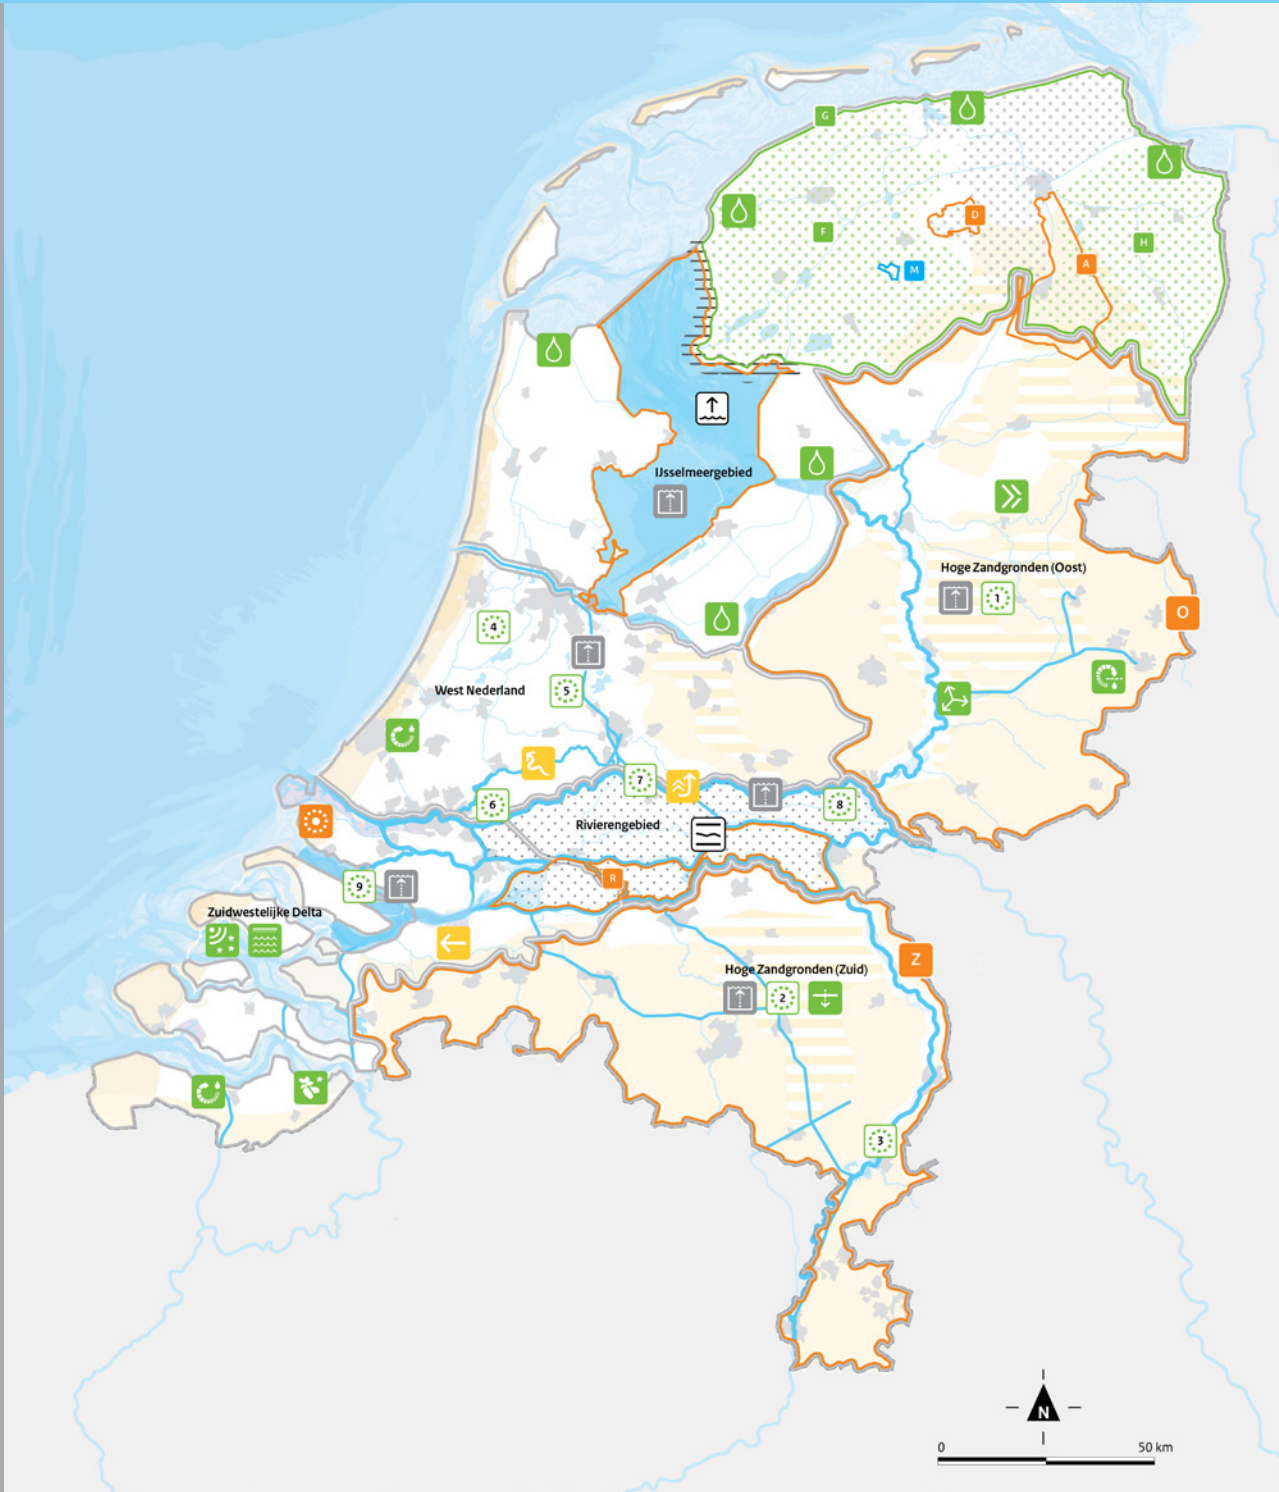 G
D
F
H
A
M
IJsselmeergebied
Hoge Zandgronden (Oost)
1
O
4
West Nederland
5
7
6
8
Rivierengebied
R
9
Zuidwestelijke Delta
Z
Hoge Zandgronden (Zuid)
2
3
N
0 50 km